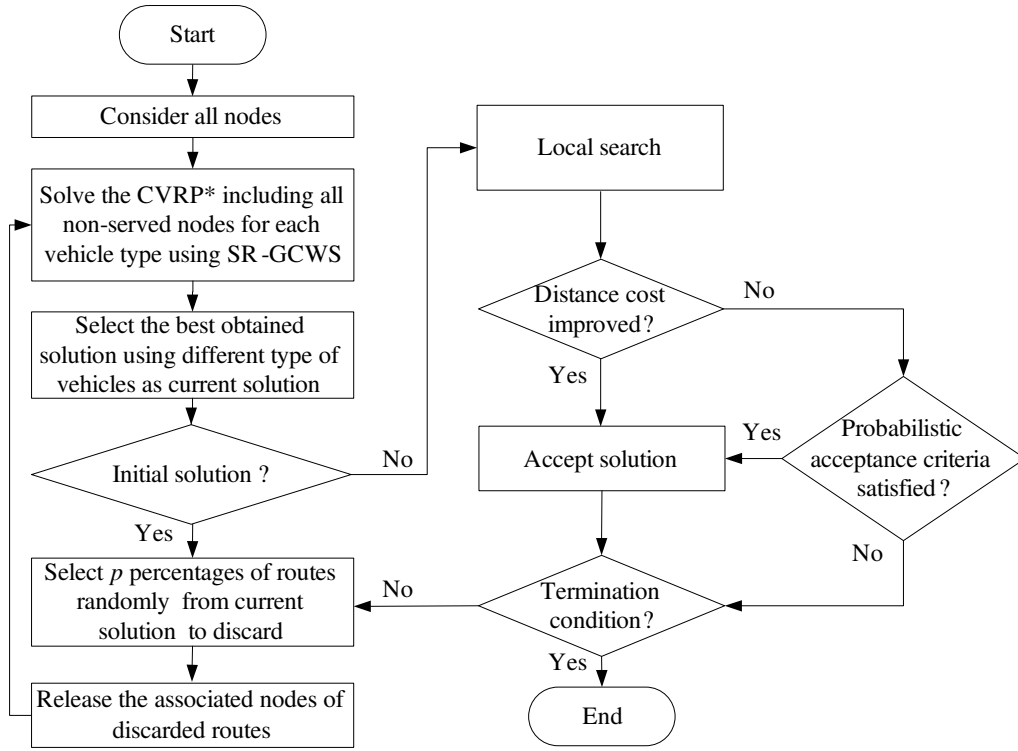 Start
Consider all nodes
Solve the CVRP* including all
non-served nodes for each
vehicle type using SR-GCWS
Select the best obtained
solution using different type of
vehicles as current solution
Initial solution ?
No
Yes
Select p percentages of routes
randomly from current
solution to discard
Release the associated nodes of
discarded routes
Local search
Distance cost
improved?
No
Yes
Accept solution
Yes
Probabilistic
acceptance criteria
satisfied?
No
Termination
condition?
No
Yes
End